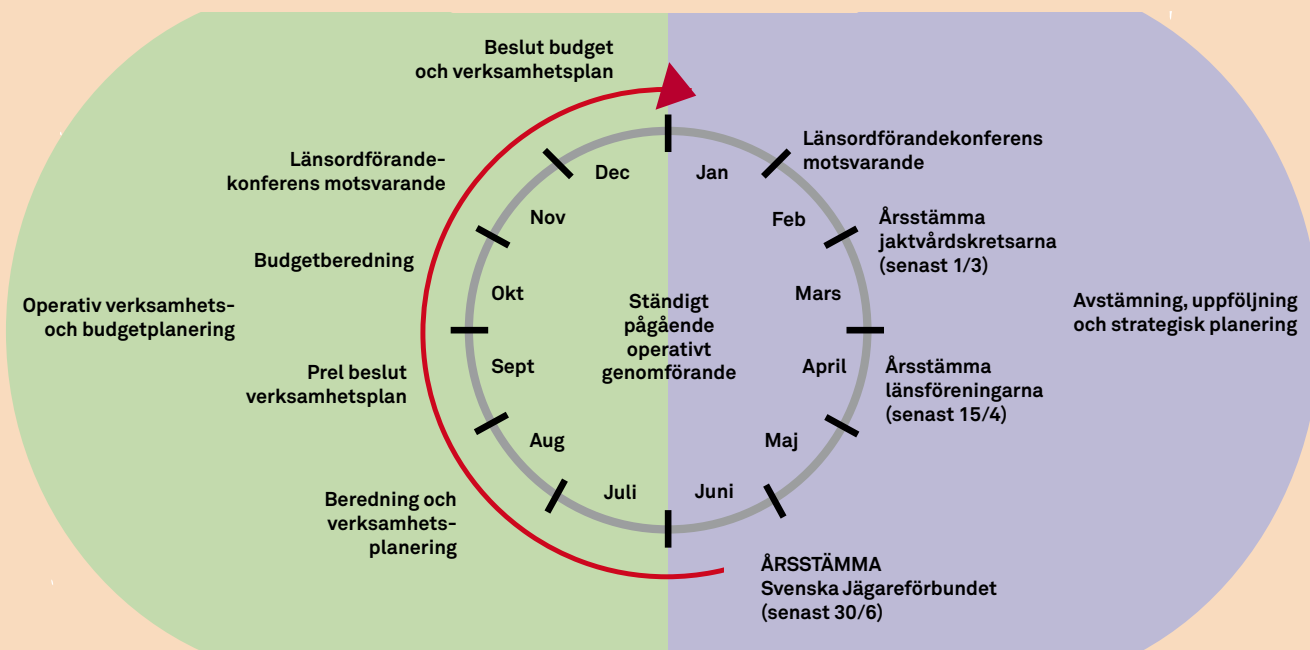 Beslut budget
och verksamhetsplan
Länsordförande-
konferens motsvarande
Budgetberedning
Operativ verksamhets-
och budgetplanering
Prel beslut
verksamhetsplan
Beredning och
verksamhets-
planering
Dec
Nov
Okt
Sept
Aug
Juli
Jan
Feb
Mars
April
Maj
Juni
Ständigt
pågående
operativt
genomförande
Länsordförandekonferens
motsvarande
Årsstämma
jaktvårdskretsarna
(senast 1/3)
Avstämning, uppföljning
och strategisk planering
Årsstämma
länsföreningarna
(senast 15/4)
ÅRSSTÄMMA
Svenska Jägareförbundet
(senast 30/6)